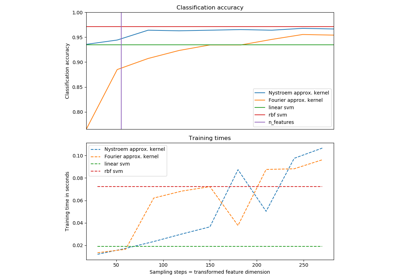 Classification accuracy
1.00
0.95
0.90
0.85
0.80
Classification accuracy
Nystroem approx. kernel
Fourier approx. kernel
linear svm
rbf svm
n_features
Training times
0.10
0.08
0.06
0.04
0.02
Training time in seconds
Nystroem approx. kernel
Fourier approx. kernel
linear svm
rbf svm
50
100
150
200
250
Sampling steps = transformed feature dimension